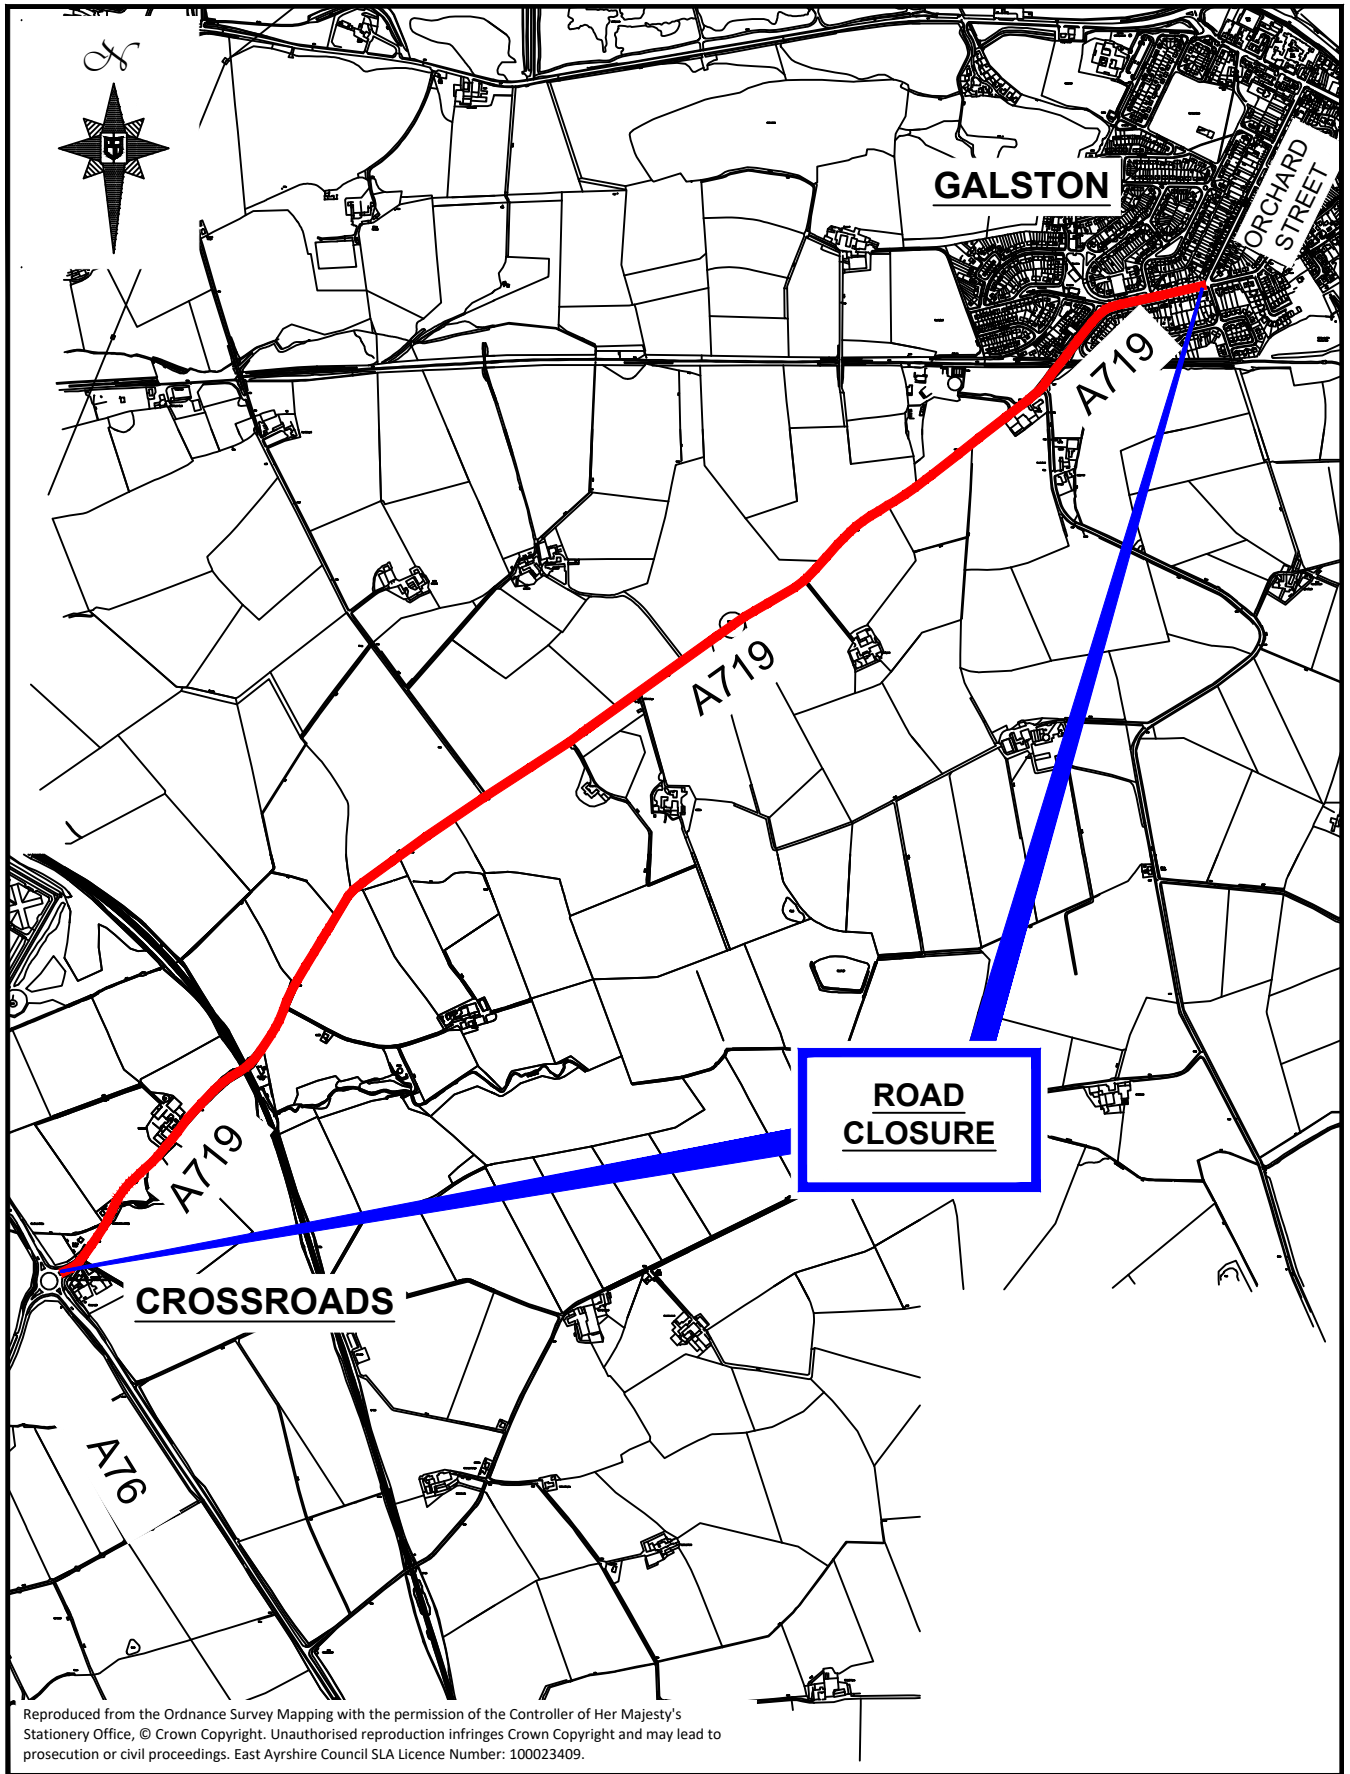 N
GALSTON
ORCHARD
STREET
A719
A719
ROAD
CLOSURE
A719
CROSSROADS
A76
Reproduced from the Ordnance Survey Mapping with the permission of the Controller of Her Majesty's
Stationery Office, © Crown Copyright. Unauthorised reproduction infringes Crown Copyright and may lead to
prosecution or civil proceedings. East Ayrshire Council SLA Licence Number: 100023409.